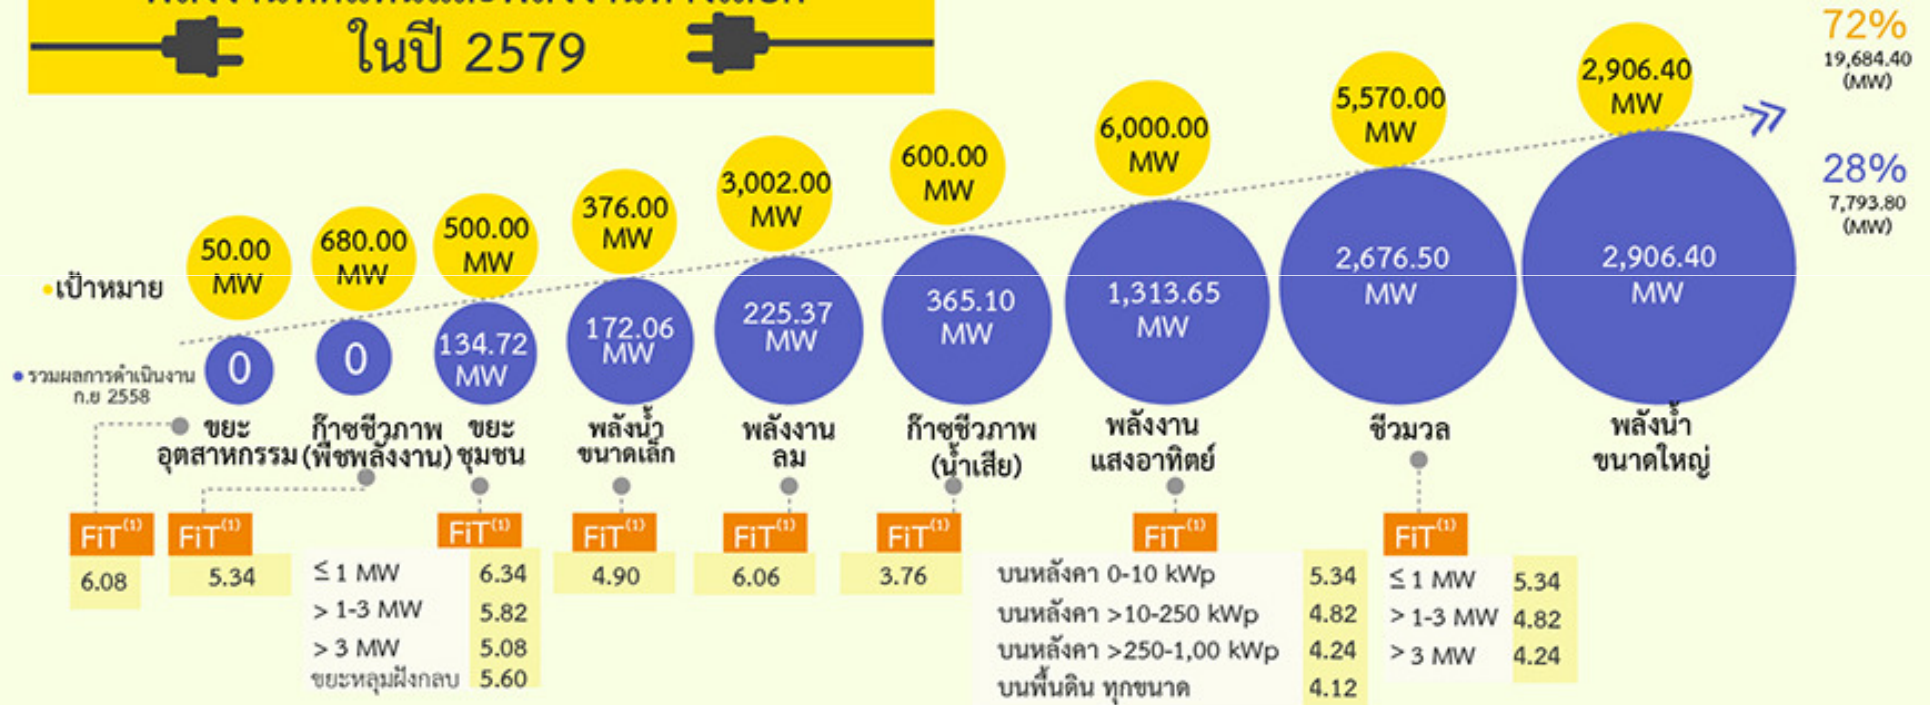 ในปี 2579
72%
19,684.40
(MW)
28%
7,793.80
(MW)
เป้าหมาย
50.00
MW
680.00
MW
500.00
MW
376.00
MW
3,002.00
MW
600.00
MW
6,000.00
MW
5,570.00
MW
2,906.40
MW
รวมผลการดำเนินงาน
ก.ย 2558
0
0
134.72
MW
172.06
MW
225.37
MW
365.10
MW
1,313.65
MW
2,676.50
MW
2,906.40
MW
ขยะ
อุตสาหกรรม
ก๊าซชีวภาพ
(พืชพลังงาน)
ขยะ
ชุมชน
พลังน้ำ
ขนาดเล็ก
พลังงาน
ลม
ก๊าซชีวภาพ
(น้ำเสีย)
พลังงาน
แสงอาทิตย์
ชีวมวล
พลังน้ำ
ขนาดใหญ่
FiT(1)
6.08
FiT(1)
5.34
FiT(1)
≤ 1 MW 6.34
> 1-3 MW 5.82
> 3 MW 5.08
ขยะหลุมฝังกลบ 5.60
FiT(1)
4.90
FiT(1)
6.06
FiT(1)
3.76
FiT(1)
บนหลังคา 0-10 kWp 5.34
บนหลังคา >10-250 kWp 4.82
บนหลังคา >250-1,00 kWp 4.24
บนพื้นดิน ทุกขนาด 4.12
FiT(1)
≤ 1 MW 5.34
> 1-3 MW 4.82
> 3 MW 4.24